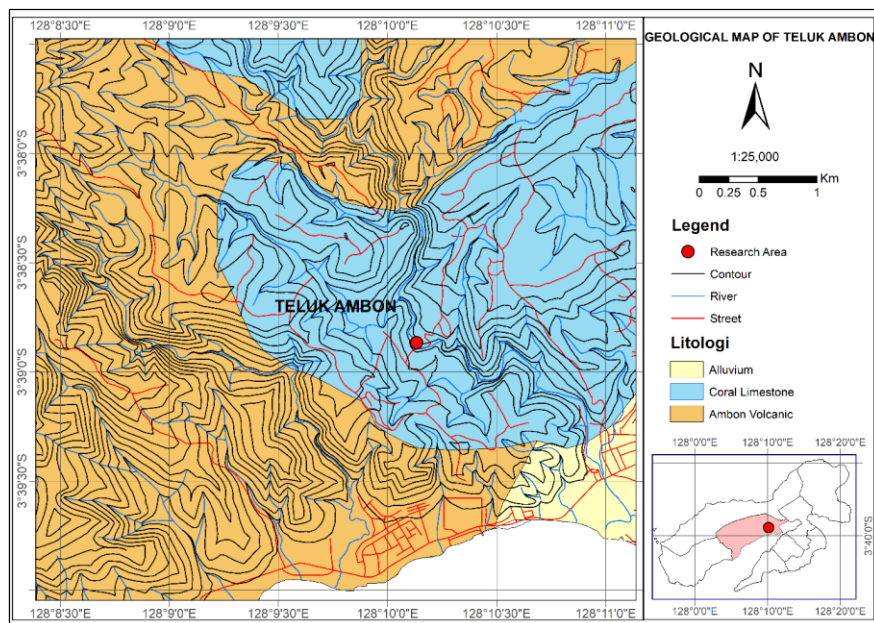 128°8'30"E 128°9'0"E 128°9'30"E 128°10'0"E 128°10'30"E 128°11'0"E
3°38'0"S
3°38'30"S
3°39'0"S
3°39'30"S
TELUK AMBON
128°8'30"E 128°9'0"E 128°9'30"E 128°10'0"E 128°10'30"E 128°11'0"E
GEOLOGICAL MAP OF TELUK AMBON
N
1:25,000
Km
0 0.25 0.5 1
Legend
Research Area
Contour
River
Street
Litologi
Alluvium
Coral Limestone
Ambon Volcanic
128°0'0"E 128°10'0"E 128°20'0"E
3°40'0"S
128°0'0"E 128°10'0"E 128°20'0"E